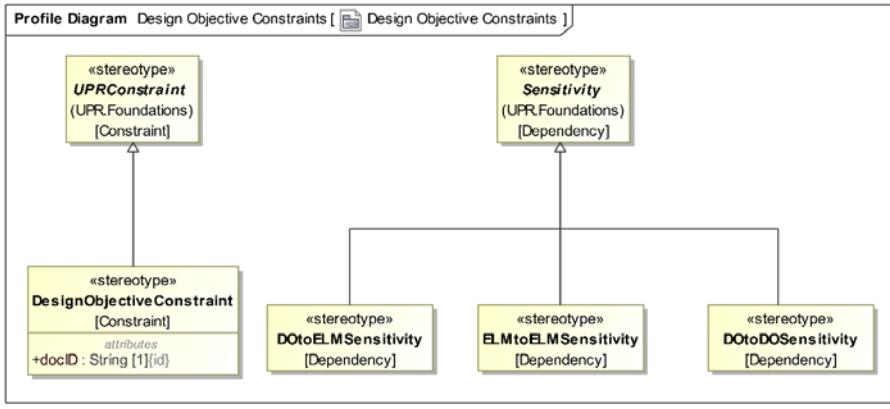 Profile Diagram Design Objective Constraints [ Design Objective Constraints ]
«stereotype»
UPRConstraint
(UPR.Foundations)
[Constraint]
«stereotype»
Sensitivity
(UPR.Foundations)
[Dependency]
«stereotype»
DesignObjectiveConstraint
[Constraint]
attributes
+docID : String [1]{id}
«stereotype»
DOtoELMSensitivity
[Dependency]
«stereotype»
ELMtoELMSensitivity
[Dependency]
«stereotype»
DOtoDOSensitivity
[Dependency]